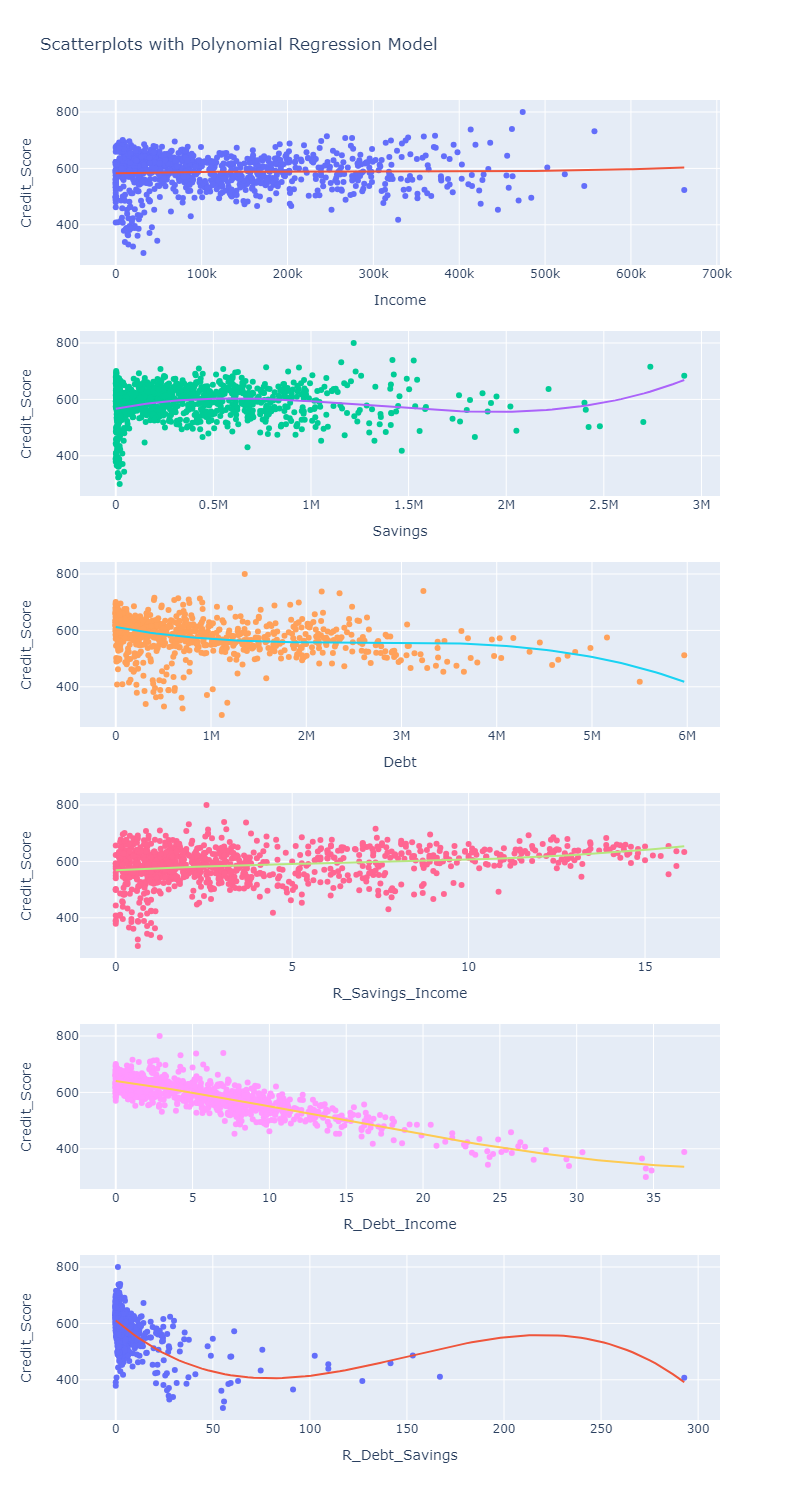 Scatterplots with Polynomial Regression Model
800
600
400
Credit_Score
0 100k 200k 300k 400k 500k 600k 700k
Income
800
600
400
Credit_Score
0 0.5M 1M 1.5M 2M 2.5M 3M
Savings
800
600
400
Credit_Score
0 1M 2M 3M 4M 5M 6M
Debt
800
600
400
Credit_Score
0 5 10 15
R_Savings_Income
800
600
400
Credit_Score
0 5 10 15 20 25 30 35
R_Debt_Income
800
600
400
Credit_Score
0 50 100 150 200 250 300
R_Debt_Savings